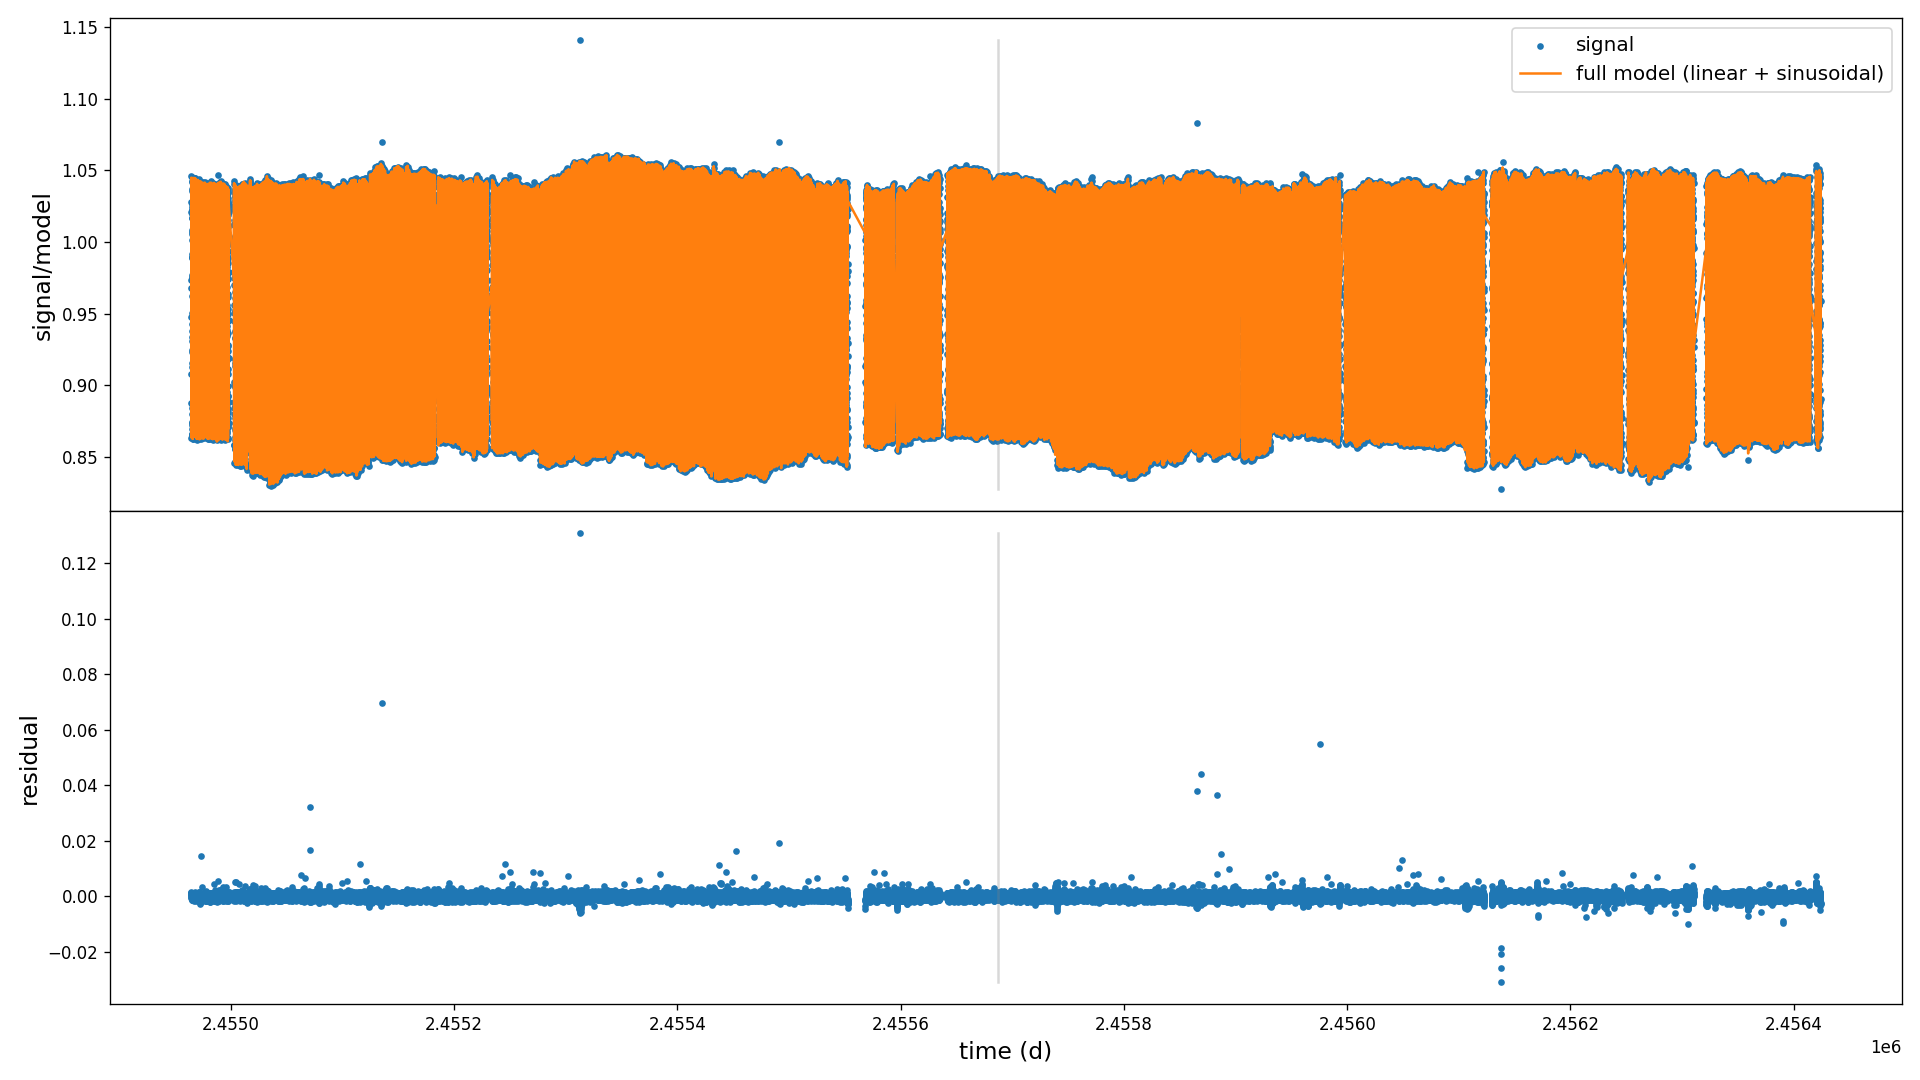 signal/model
1.15
1.10
1.05
1.00
0.95
0.90
0.85
signal
full model (linear + sinusoidal)
residual
0.12
0.10
0.08
0.06
0.04
0.02
0.00
−0.02
2.4550 2.4552 2.4554 2.4556 2.4558 2.4560 2.4562 2.4564
1e6
time (d)